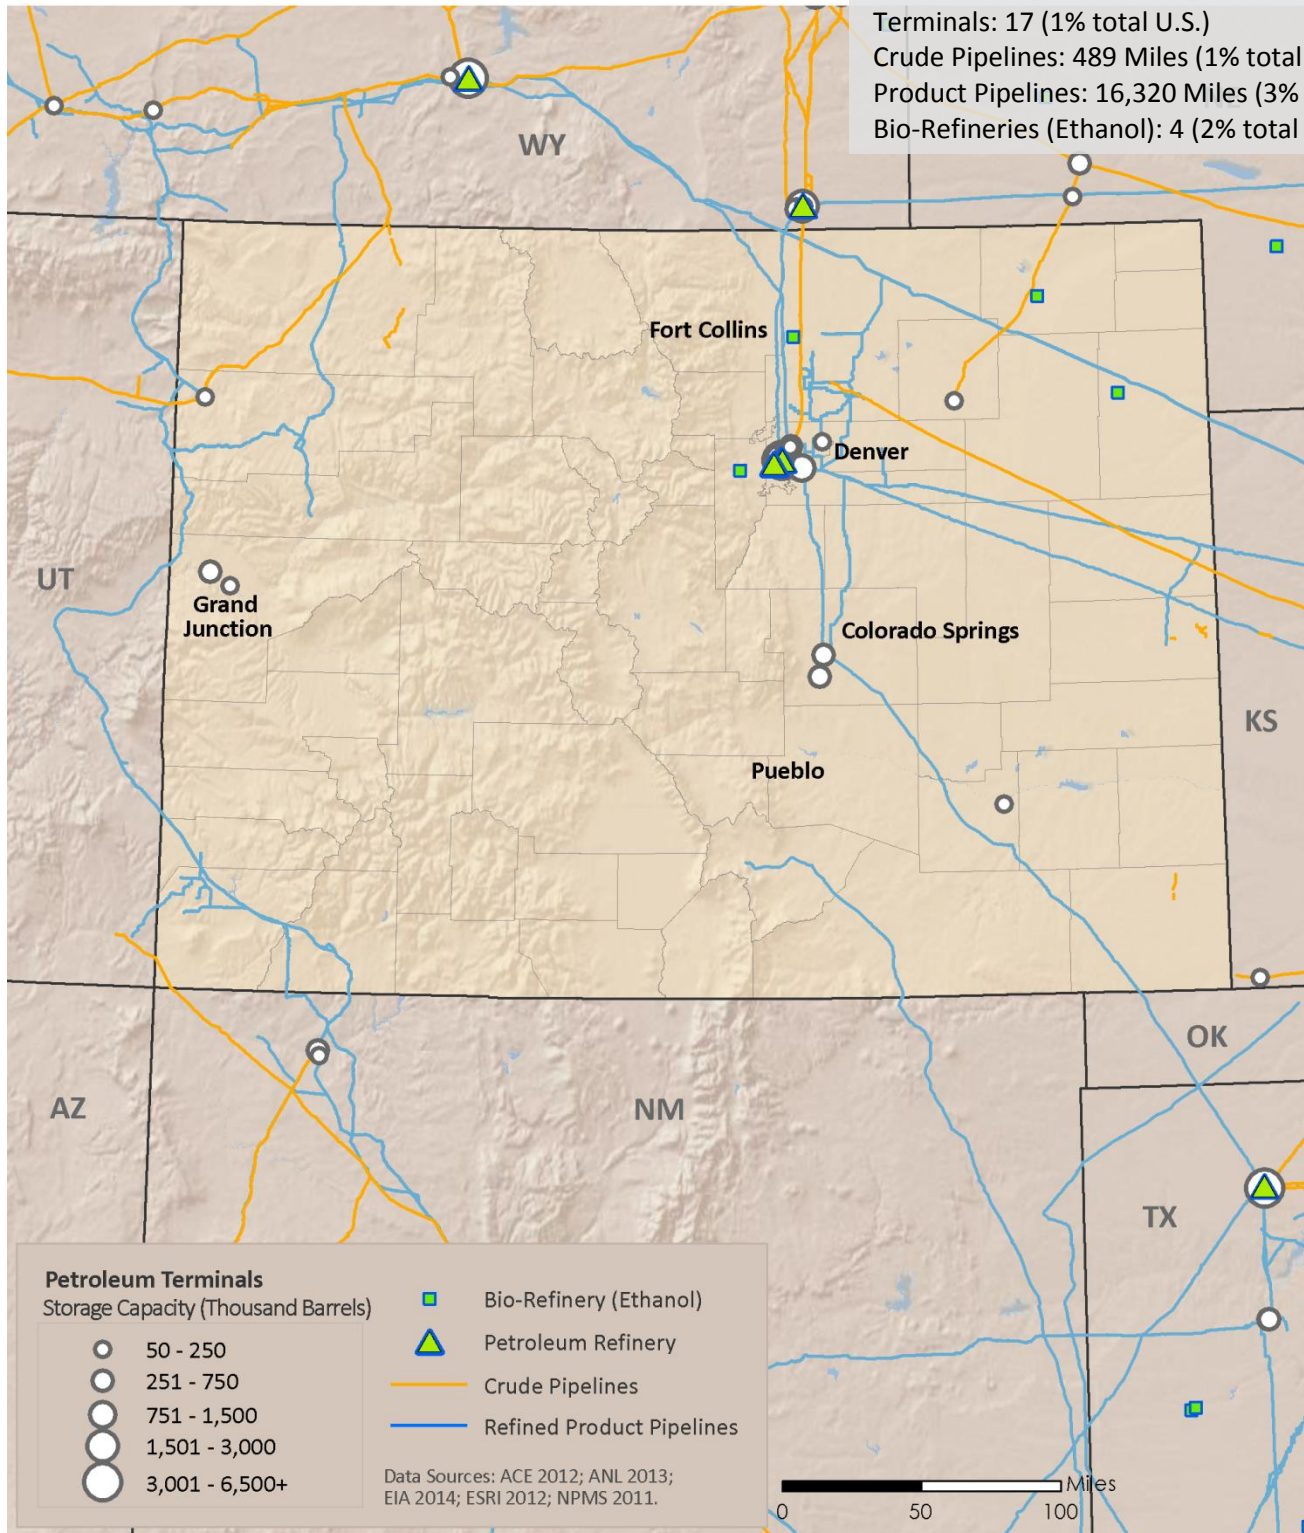 Terminals: 17 (1% total U.S.)
Crude Pipelines: 489 Miles (1% total
Product Pipelines: 16,320 Miles (3%
Bio-Refineries (Ethanol): 4 (2% total
WY
Fort Collins
Denver
UT
Grand
Junction
Colorado Springs
KS
Pueblo
OK
AZ
NM
TX
Petroleum Terminals
Storage Capacity (Thousand Barrels)
50 - 250
251 - 750
751 - 1,500
1,501 - 3,000
3,001 - 6,500+
Bio-Refinery (Ethanol)
Petroleum Refinery
Crude Pipelines
Refined Product Pipelines
Data Sources: ACE 2012; ANL 2013;
EIA 2014; ESRI 2012; NPMS 2011.
Miles
0 50 100